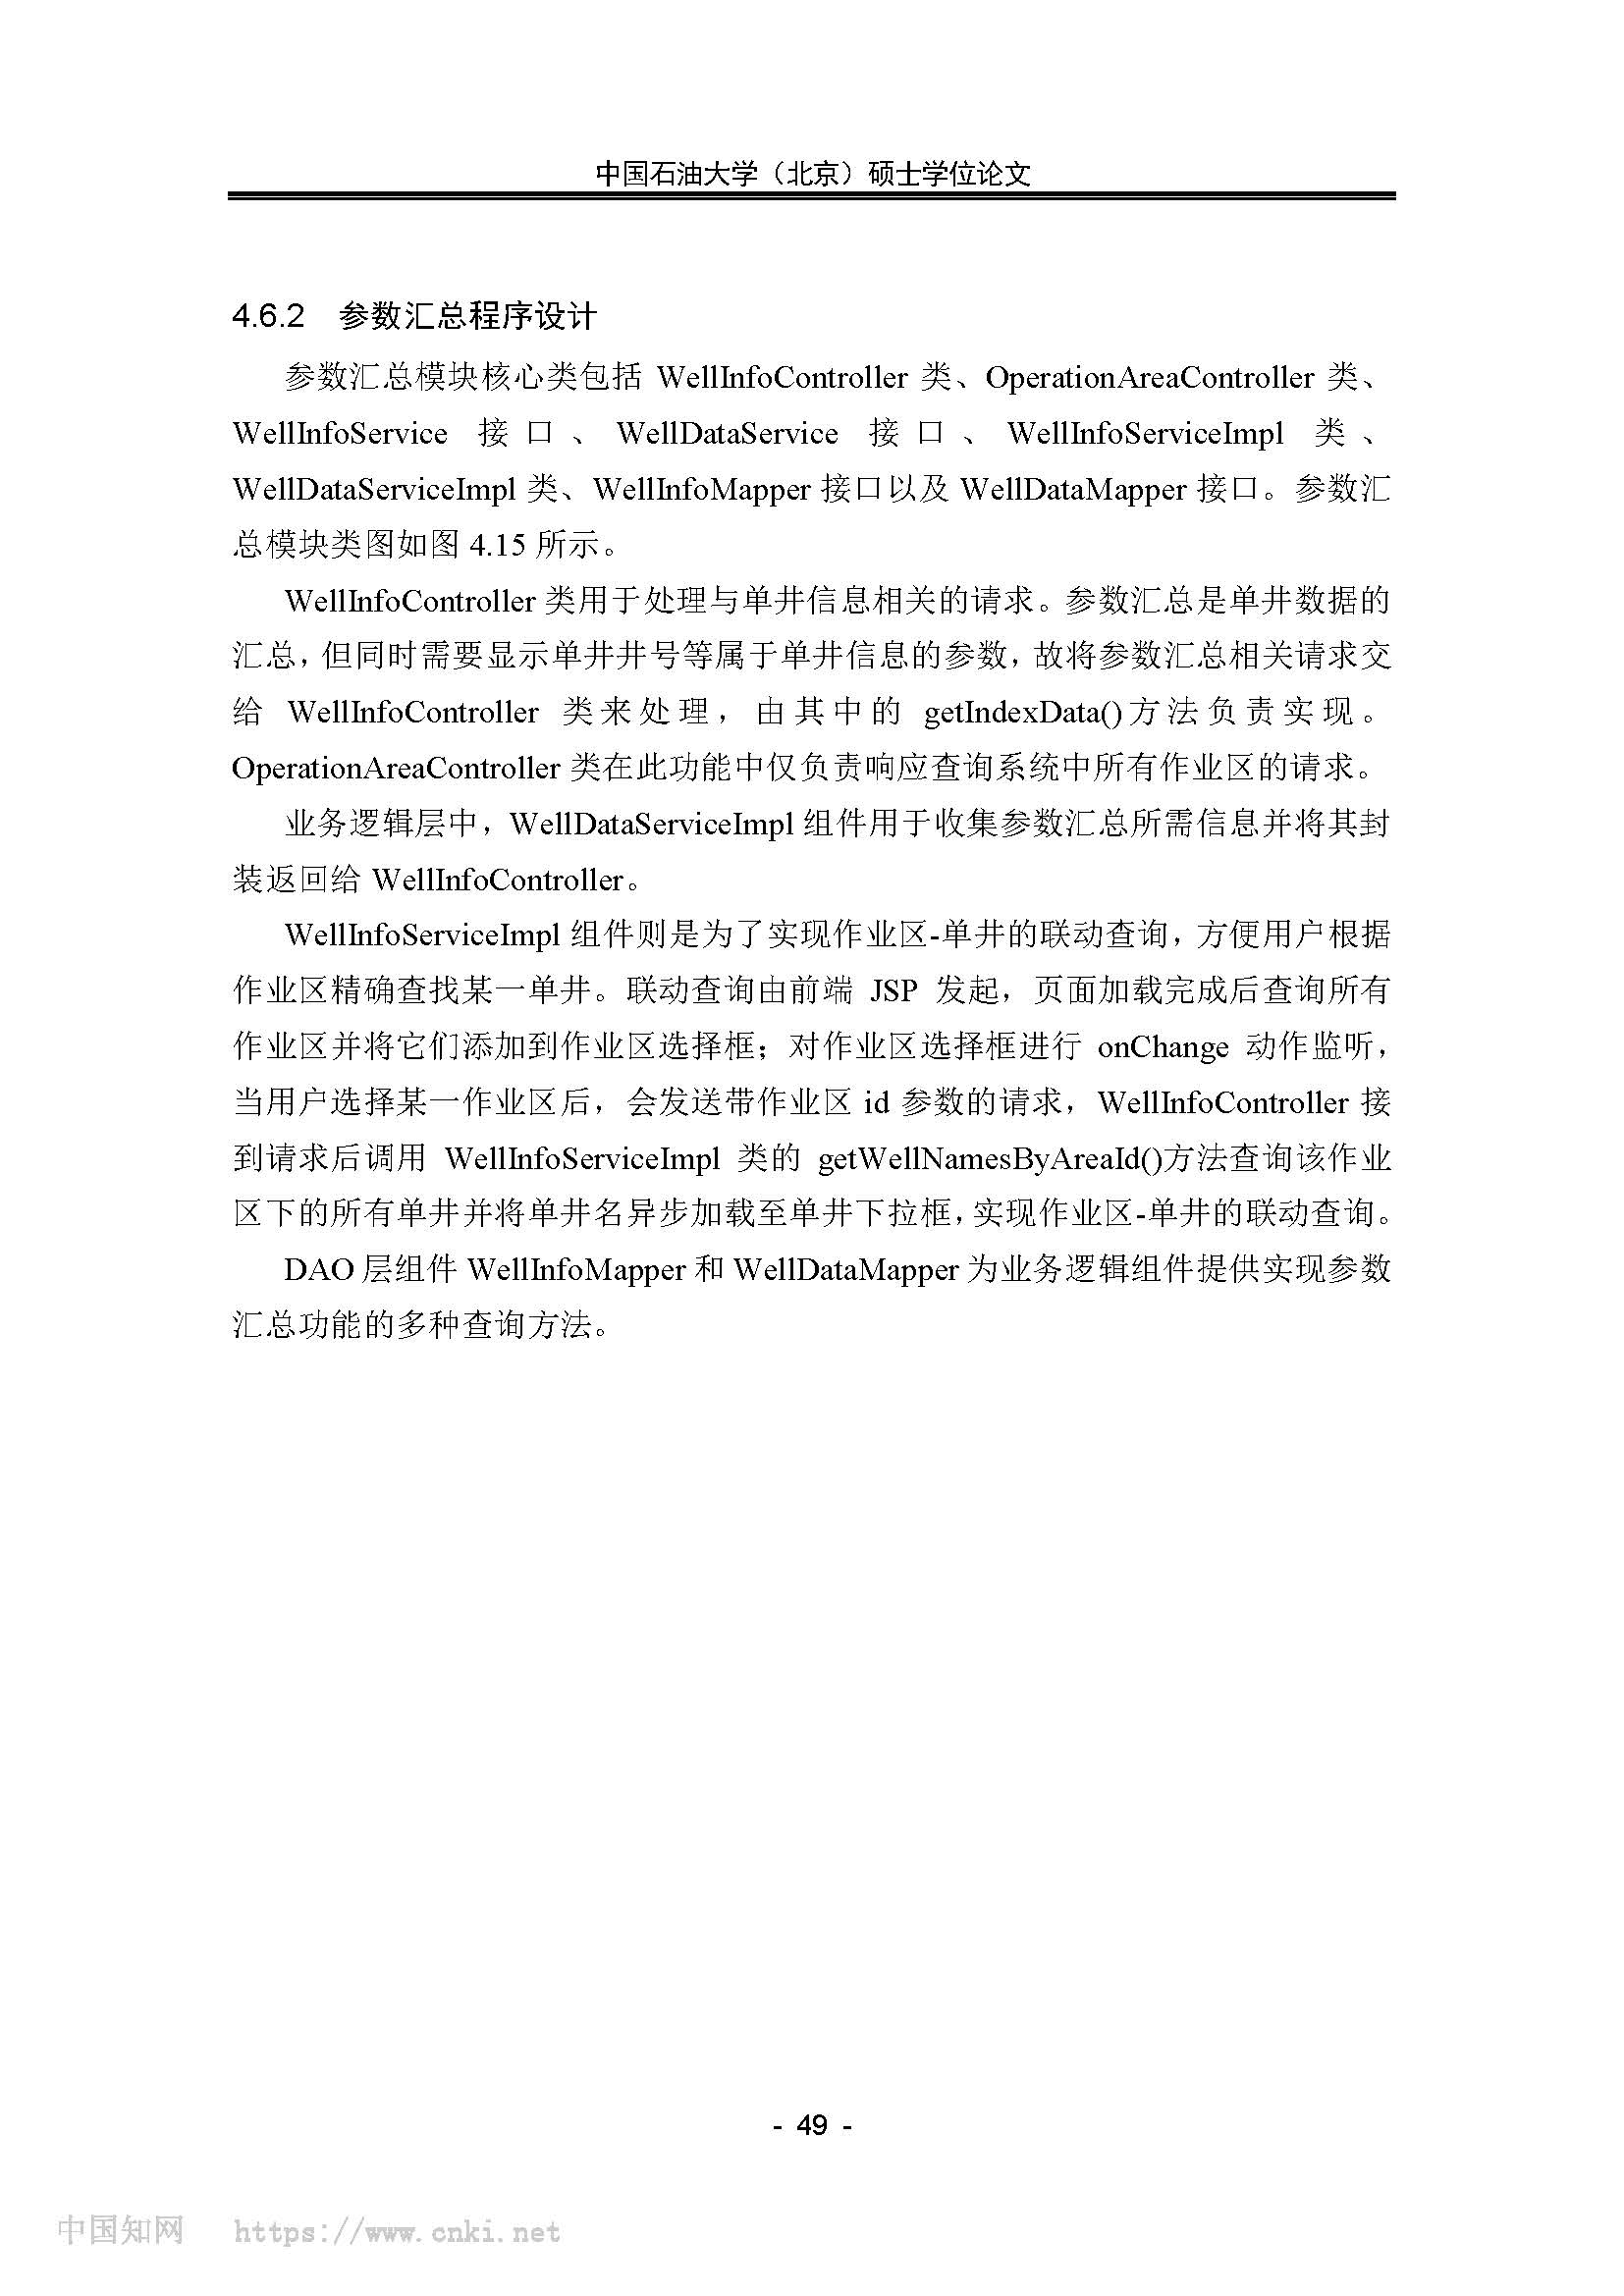 中国石油大学（北京）硕士学位论文
4.6.2 参数汇总程序设计
参数汇总模块核心类包括 WellInfoController 类、OperationAreaController 类、
WellInfoService 接口、WellDataService 接口、WellInfoServiceImpl 类、
WellDataServiceImpl 类、WellInfoMapper 接口以及 WellDataMapper 接口。参数汇
总模块类图如图 4.15 所示。
WellInfoController 类用于处理与单井信息相关的请求。参数汇总是单井数据的
汇总，但同时需要显示单井井号等属于单井信息的参数，故将参数汇总相关请求交
给 WellInfoController 类来处理，由其中的 getIndexData()方法负责实现。
OperationAreaController 类在此功能中仅负责响应查询系统中所有作业区的请求。
业务逻辑层中，WellDataServiceImpl 组件用于收集参数汇总所需信息并将其封
装返回给 WellInfoController。
WellInfoServiceImpl 组件则是为了实现作业区-单井的联动查询，方便用户根据
作业区精确查找某一单井。联动查询由前端 JSP 发起，页面加载完成后查询所有
作业区并将它们添加到作业区选择框；对作业区选择框进行 onChange 动作监听，
当用户选择某一作业区后，会发送带作业区 id 参数的请求，WellInfoController 接
到请求后调用 WellInfoServiceImpl 类的 getWellNamesByAreaId()方法查询该作业
区下的所有单井并将单井名异步加载至单井下拉框，实现作业区-单井的联动查询。
DAO 层组件 WellInfoMapper 和 WellDataMapper 为业务逻辑组件提供实现参数
汇总功能的多种查询方法。
- 49 -
中国知网 https://www.cnki.net